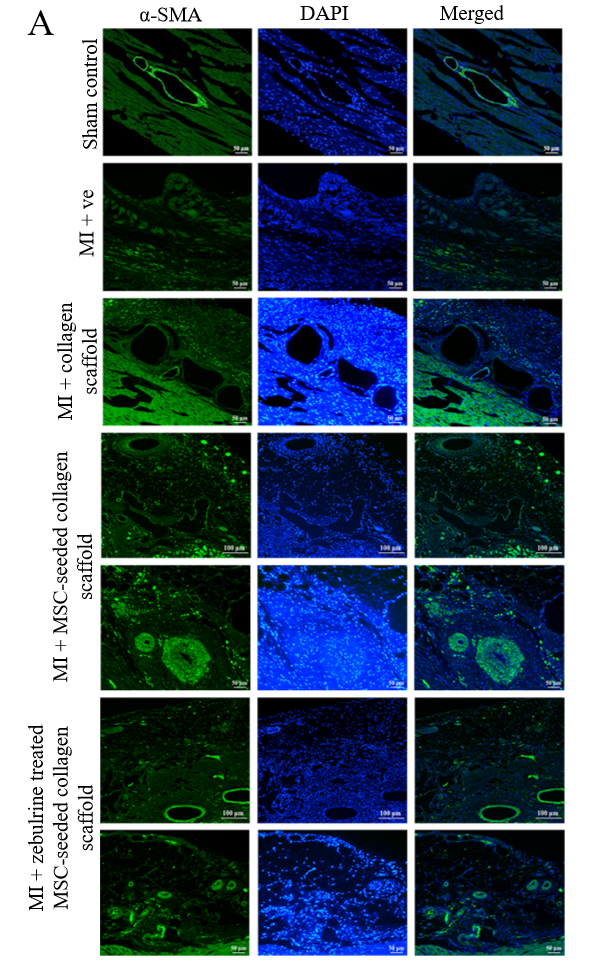 A
α-SMA DAPI Merged
Sham control
50 µm 50 µm 50 µm
MI + ve
50 µm 50 µm 50 µm
MI + collagen
scaffold
50 µm 50 µm 50 µm
MI + MSC-seeded collagen
scaffold
100 µm 100 µm 100 µm
50 µm 50 µm 50 µm
MI + zebulrine treated
MSC-seeded collagen
scaffold
100 µm 100 µm 100 µm
50 µm 50 µm 50 µm